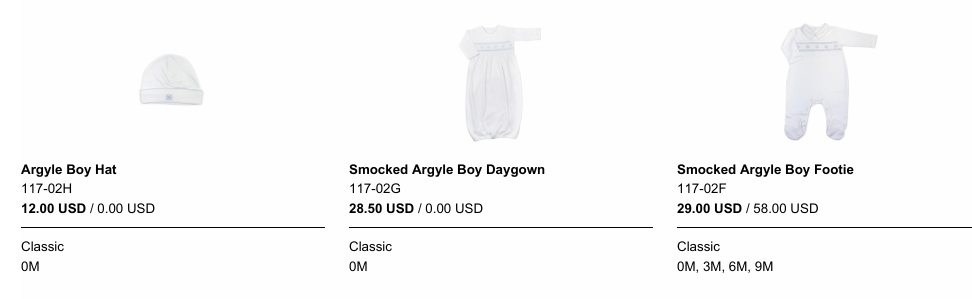 Argyle Boy Hat
117-02H
12.00 USD / 0.00 USD
Classic
0M
Smocked Argyle Boy Daygown
117-02G
28.50 USD / 0.00 USD
Classic
0M
Smocked Argyle Boy Footie
117-02F
29.00 USD / 58.00 USD
Classic
0M, 3M, 6M, 9M